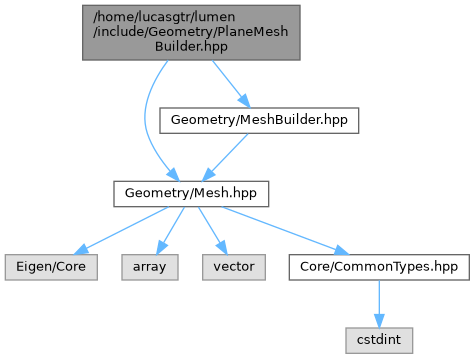 /home/lucasgtr/lumen
/include/Geometry/PlaneMesh
Builder.hpp
Geometry/MeshBuilder.hpp
Geometry/Mesh.hpp
Eigen/Core
array
vector
Core/CommonTypes.hpp
cstdint